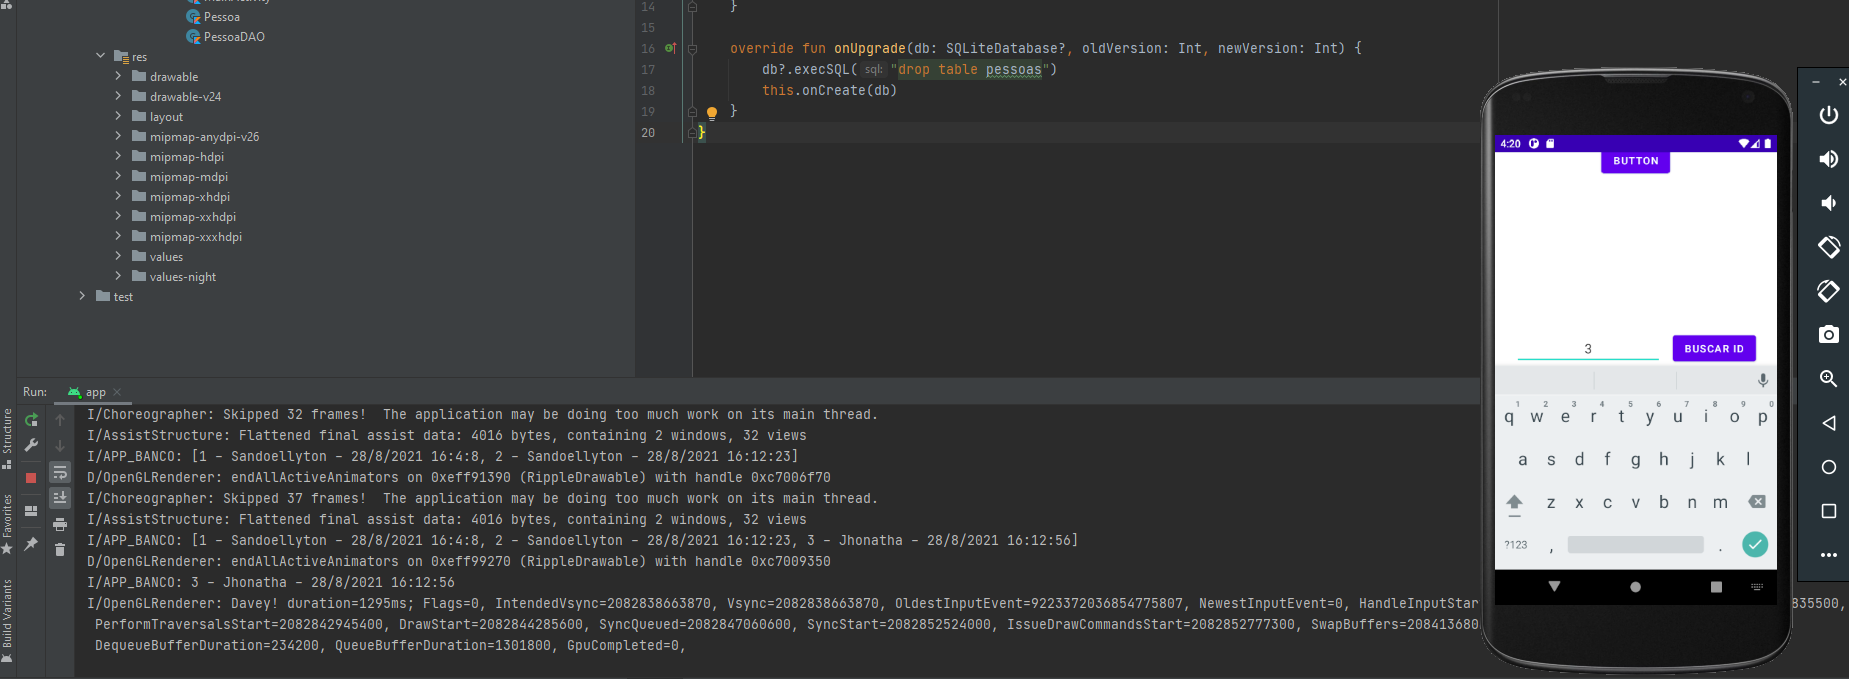 MainActivity
Pessoa
PessoaDAO
res
drawable
drawable-v24
layout
mipmap-anydpi-v26
mipmap-hdpi
mipmap-mdpi
mipmap-xhdpi
mipmap-xxhdpi
mipmap-xxxhdpi
values
values-night
test
14 }
15
16 override fun onUpgrade(db: SQLiteDatabase?, oldVersion: Int, newVersion: Int) {
17 db?.execSQL( sql: "drop table pessoas")
18 this.onCreate(db)
19 }
20 }
Run: app
I/Choreographer: Skipped 32 frames!  The application may be doing too much work on its main thread.
I/AssistStructure: Flattened final assist data: 4016 bytes, containing 2 windows, 32 views
I/APP_BANCO: [1 - Sandoellyton - 28/8/2021 16:4:8, 2 - Sandoellyton - 28/8/2021 16:12:23]
D/OpenGLRenderer: endAllActiveAnimators on 0xeff91390 (RippleDrawable) with handle 0xc7006f70
I/Choreographer: Skipped 37 frames!  The application may be doing too much work on its main thread.
I/AssistStructure: Flattened final assist data: 4016 bytes, containing 2 windows, 32 views
I/APP_BANCO: [1 - Sandoellyton - 28/8/2021 16:4:8, 2 - Sandoellyton - 28/8/2021 16:12:23, 3 - Jhonatha - 28/8/2021 16:12:56]
D/OpenGLRenderer: endAllActiveAnimators on 0xeff99270 (RippleDrawable) with handle 0xc7009350
I/APP_BANCO: 3 - Jhonatha - 28/8/2021 16:12:56
I/OpenGLRenderer: Davey! duration=1295ms; Flags=0, IntendedVsync=2082838663870, Vsync=2082838663870, OldestInputEvent=9223372036854775807, NewestInputEvent=0, HandleInputStar 835500,
PerformTraversalsStart=2082842945400, DrawStart=2082844285600, SyncQueued=2082847060600, SyncStart=2082852524000, IssueDrawCommandsStart=2082852777300, SwapBuffers=208413680
DequeueBufferDuration=234200, QueueBufferDuration=1301800, GpuCompleted=0,
Structure
Favorites
Build Variants
4:20
BUTTON
3
BUSCAR ID
1 2 3 4 5 6 7 8 9 0
q w e r t y u i o p
a s d f g h j k l
z x c v b n m
?123 , .